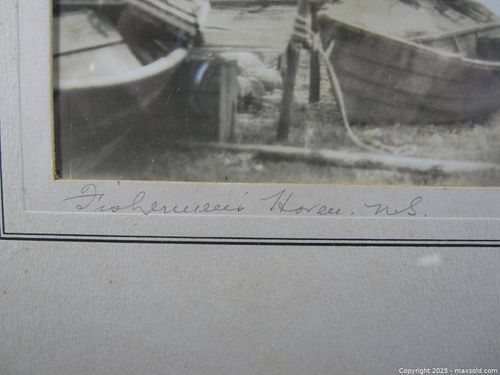 Fishermen's Haven. N.S.
Copyright 2025 - maxsold.com